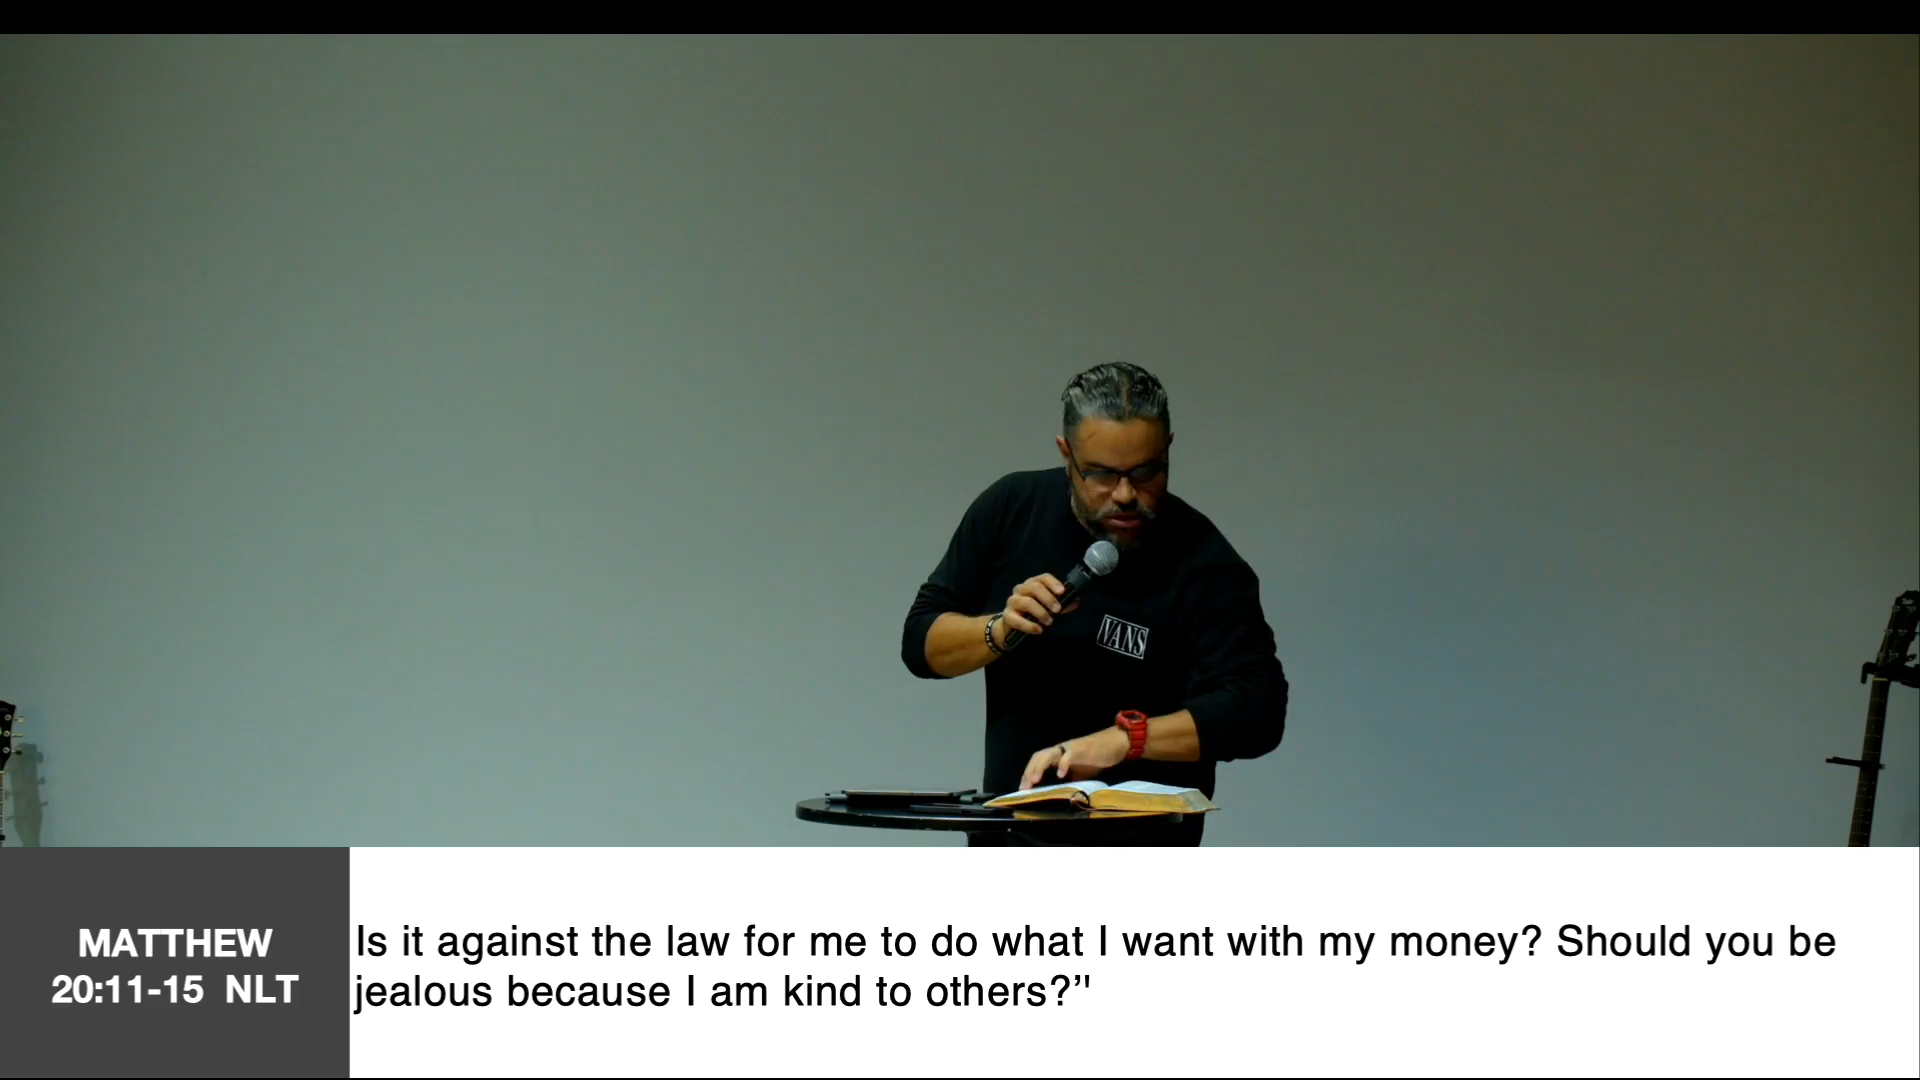 VANS
MATTHEW
20:11-15 NLT
Is it against the law for me to do what I want with my money? Should you be
jealous because I am kind to others?”